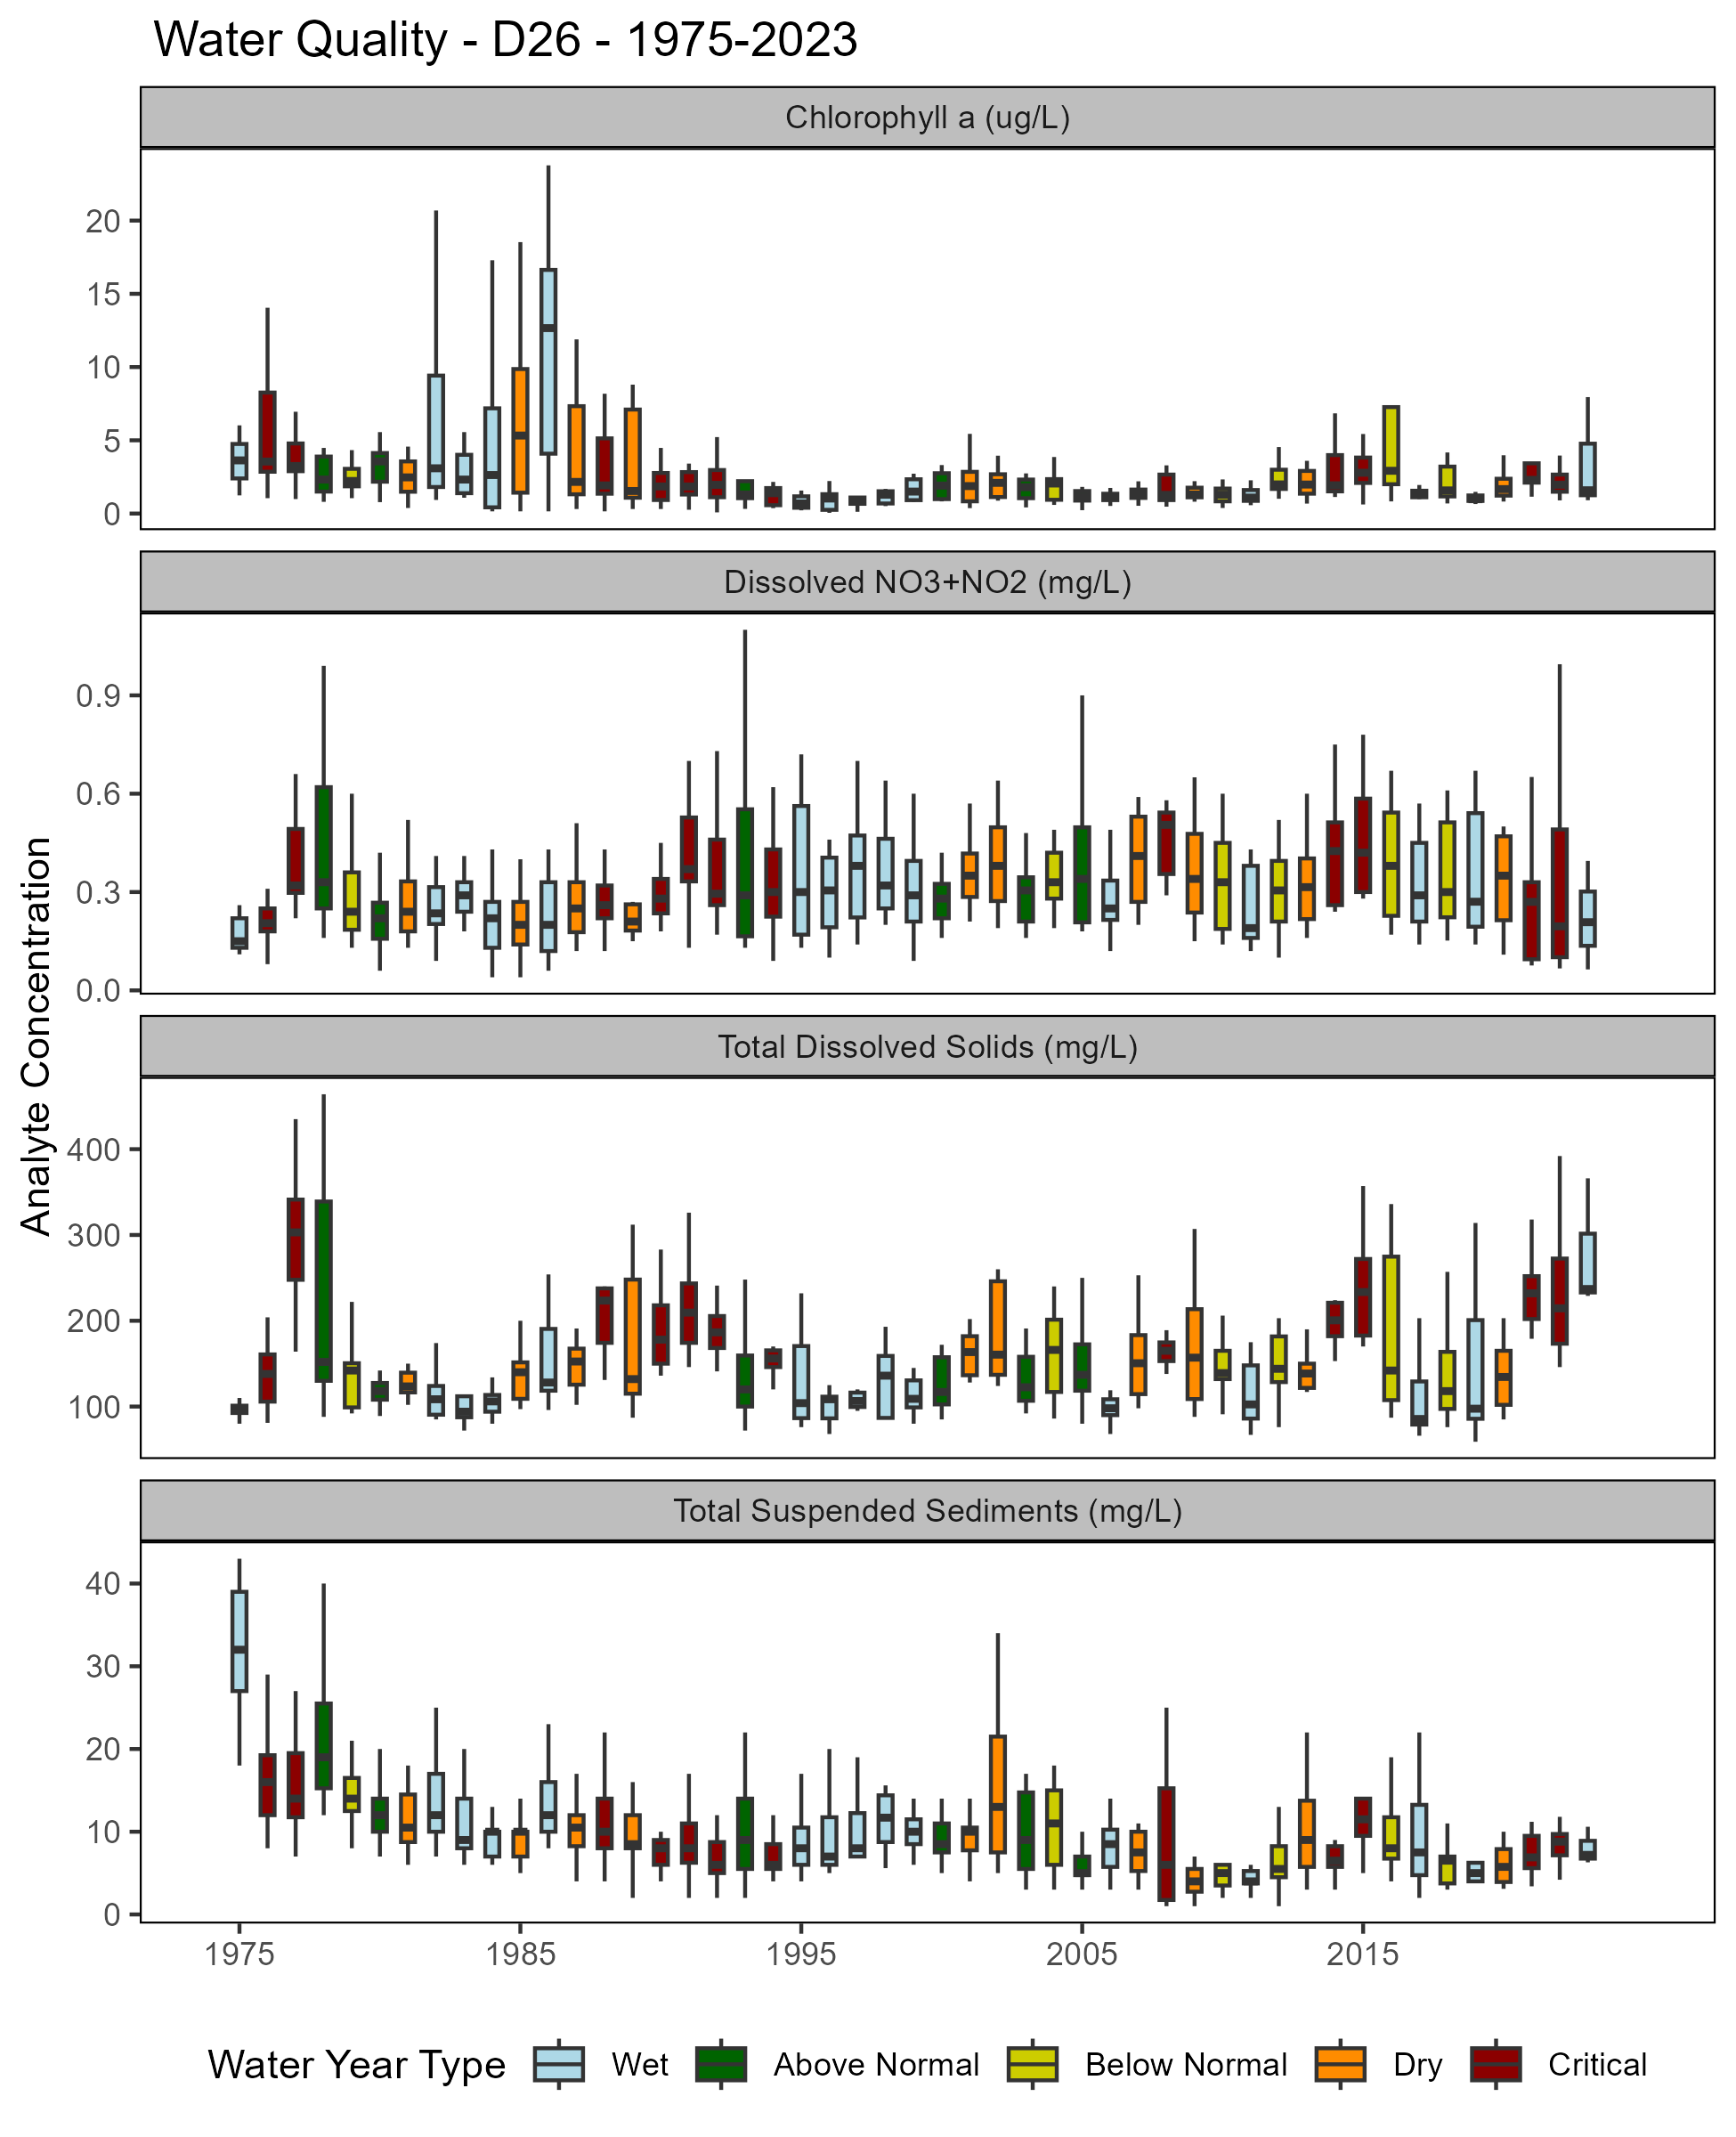 Water Quality - D26 - 1975-2023
Chlorophyll a (ug/L)
20
15
10
5
0
Dissolved NO3+NO2 (mg/L)
0.9
0.6
0.3
0.0
Analyte Concentration
Total Dissolved Solids (mg/L)
400
300
200
100
Total Suspended Sediments (mg/L)
40
30
20
10
0
1975 1985 1995 2005 2015
Water Year Type Wet Above Normal Below Normal Dry Critical